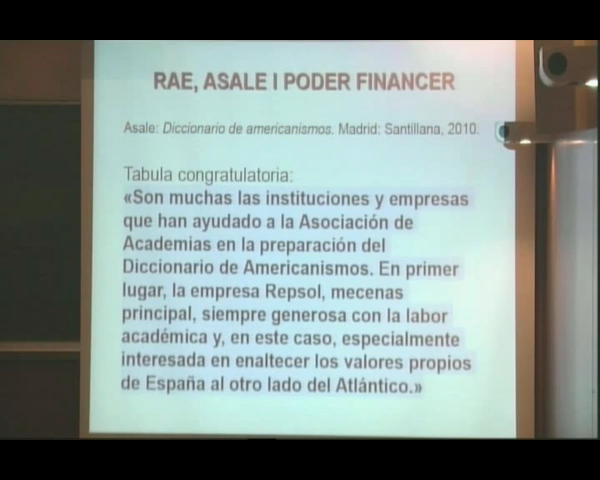 RAE, ASALE I PODER FINANCER
Asale: Diccionario de americanismos. Madrid: Santillana, 2010.
Tabula congratulatoria:
«Son muchas las instituciones y empresas
que han ayudado a la Asociación de
Academias en la preparación del
Diccionario de Americanismos. En primer
lugar, la empresa Repsol, mecenas
principal, siempre generosa con la labor
académica y, en este caso, especialmente
interesada en enaltecer los valores propios
de España al otro lado del Atlántico.»